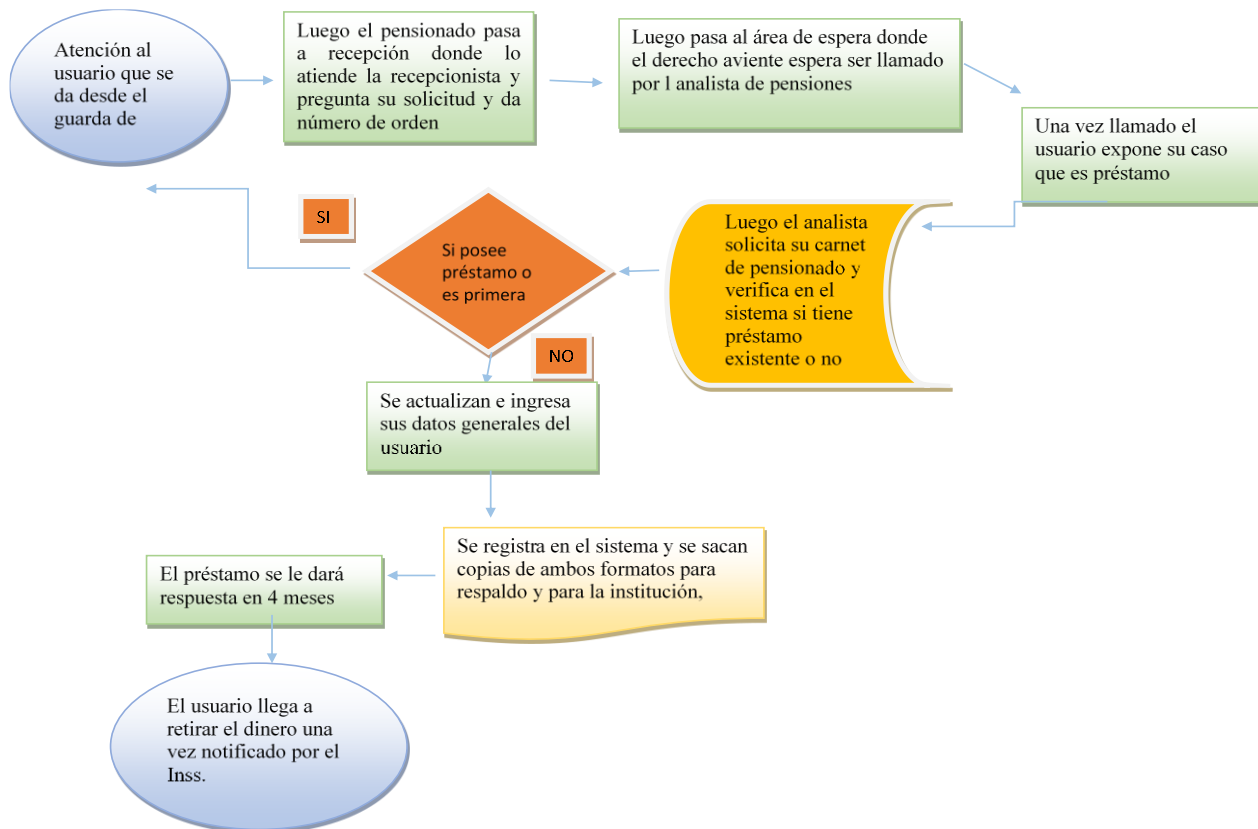 Atención al
usuario que se
da desde el
guarda de
Luego el pensionado pasa
a recepción donde lo
atiende la recepcionista y
pregunta su solicitud y da
número de orden
Luego pasa al área de espera donde
el derecho aviente espera ser llamado
por l analista de pensiones
Una vez llamado el
usuario expone su caso
que es préstamo
Luego el analista
solicita su carnet
de pensionado y
verifica en el
sistema si tiene
préstamo
existente o no
Si posee
préstamo o
es primera
SI
NO
Se actualizan e ingresa
sus datos generales del
usuario
Se registra en el sistema y se sacan
copias de ambos formatos para
respaldo y para la institución,
El préstamo se le dará
respuesta en 4 meses
El usuario llega a
retirar el dinero una
vez notificado por el
Inss.